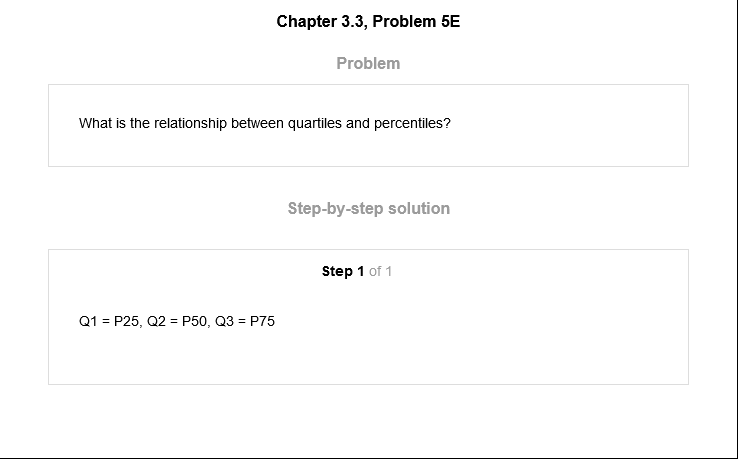 Chapter 3.3, Problem 5E
Problem
What is the relationship between quartiles and percentiles?
Step-by-step solution
Step 1 of 1
Q1 = P25, Q2 = P50, Q3 = P75